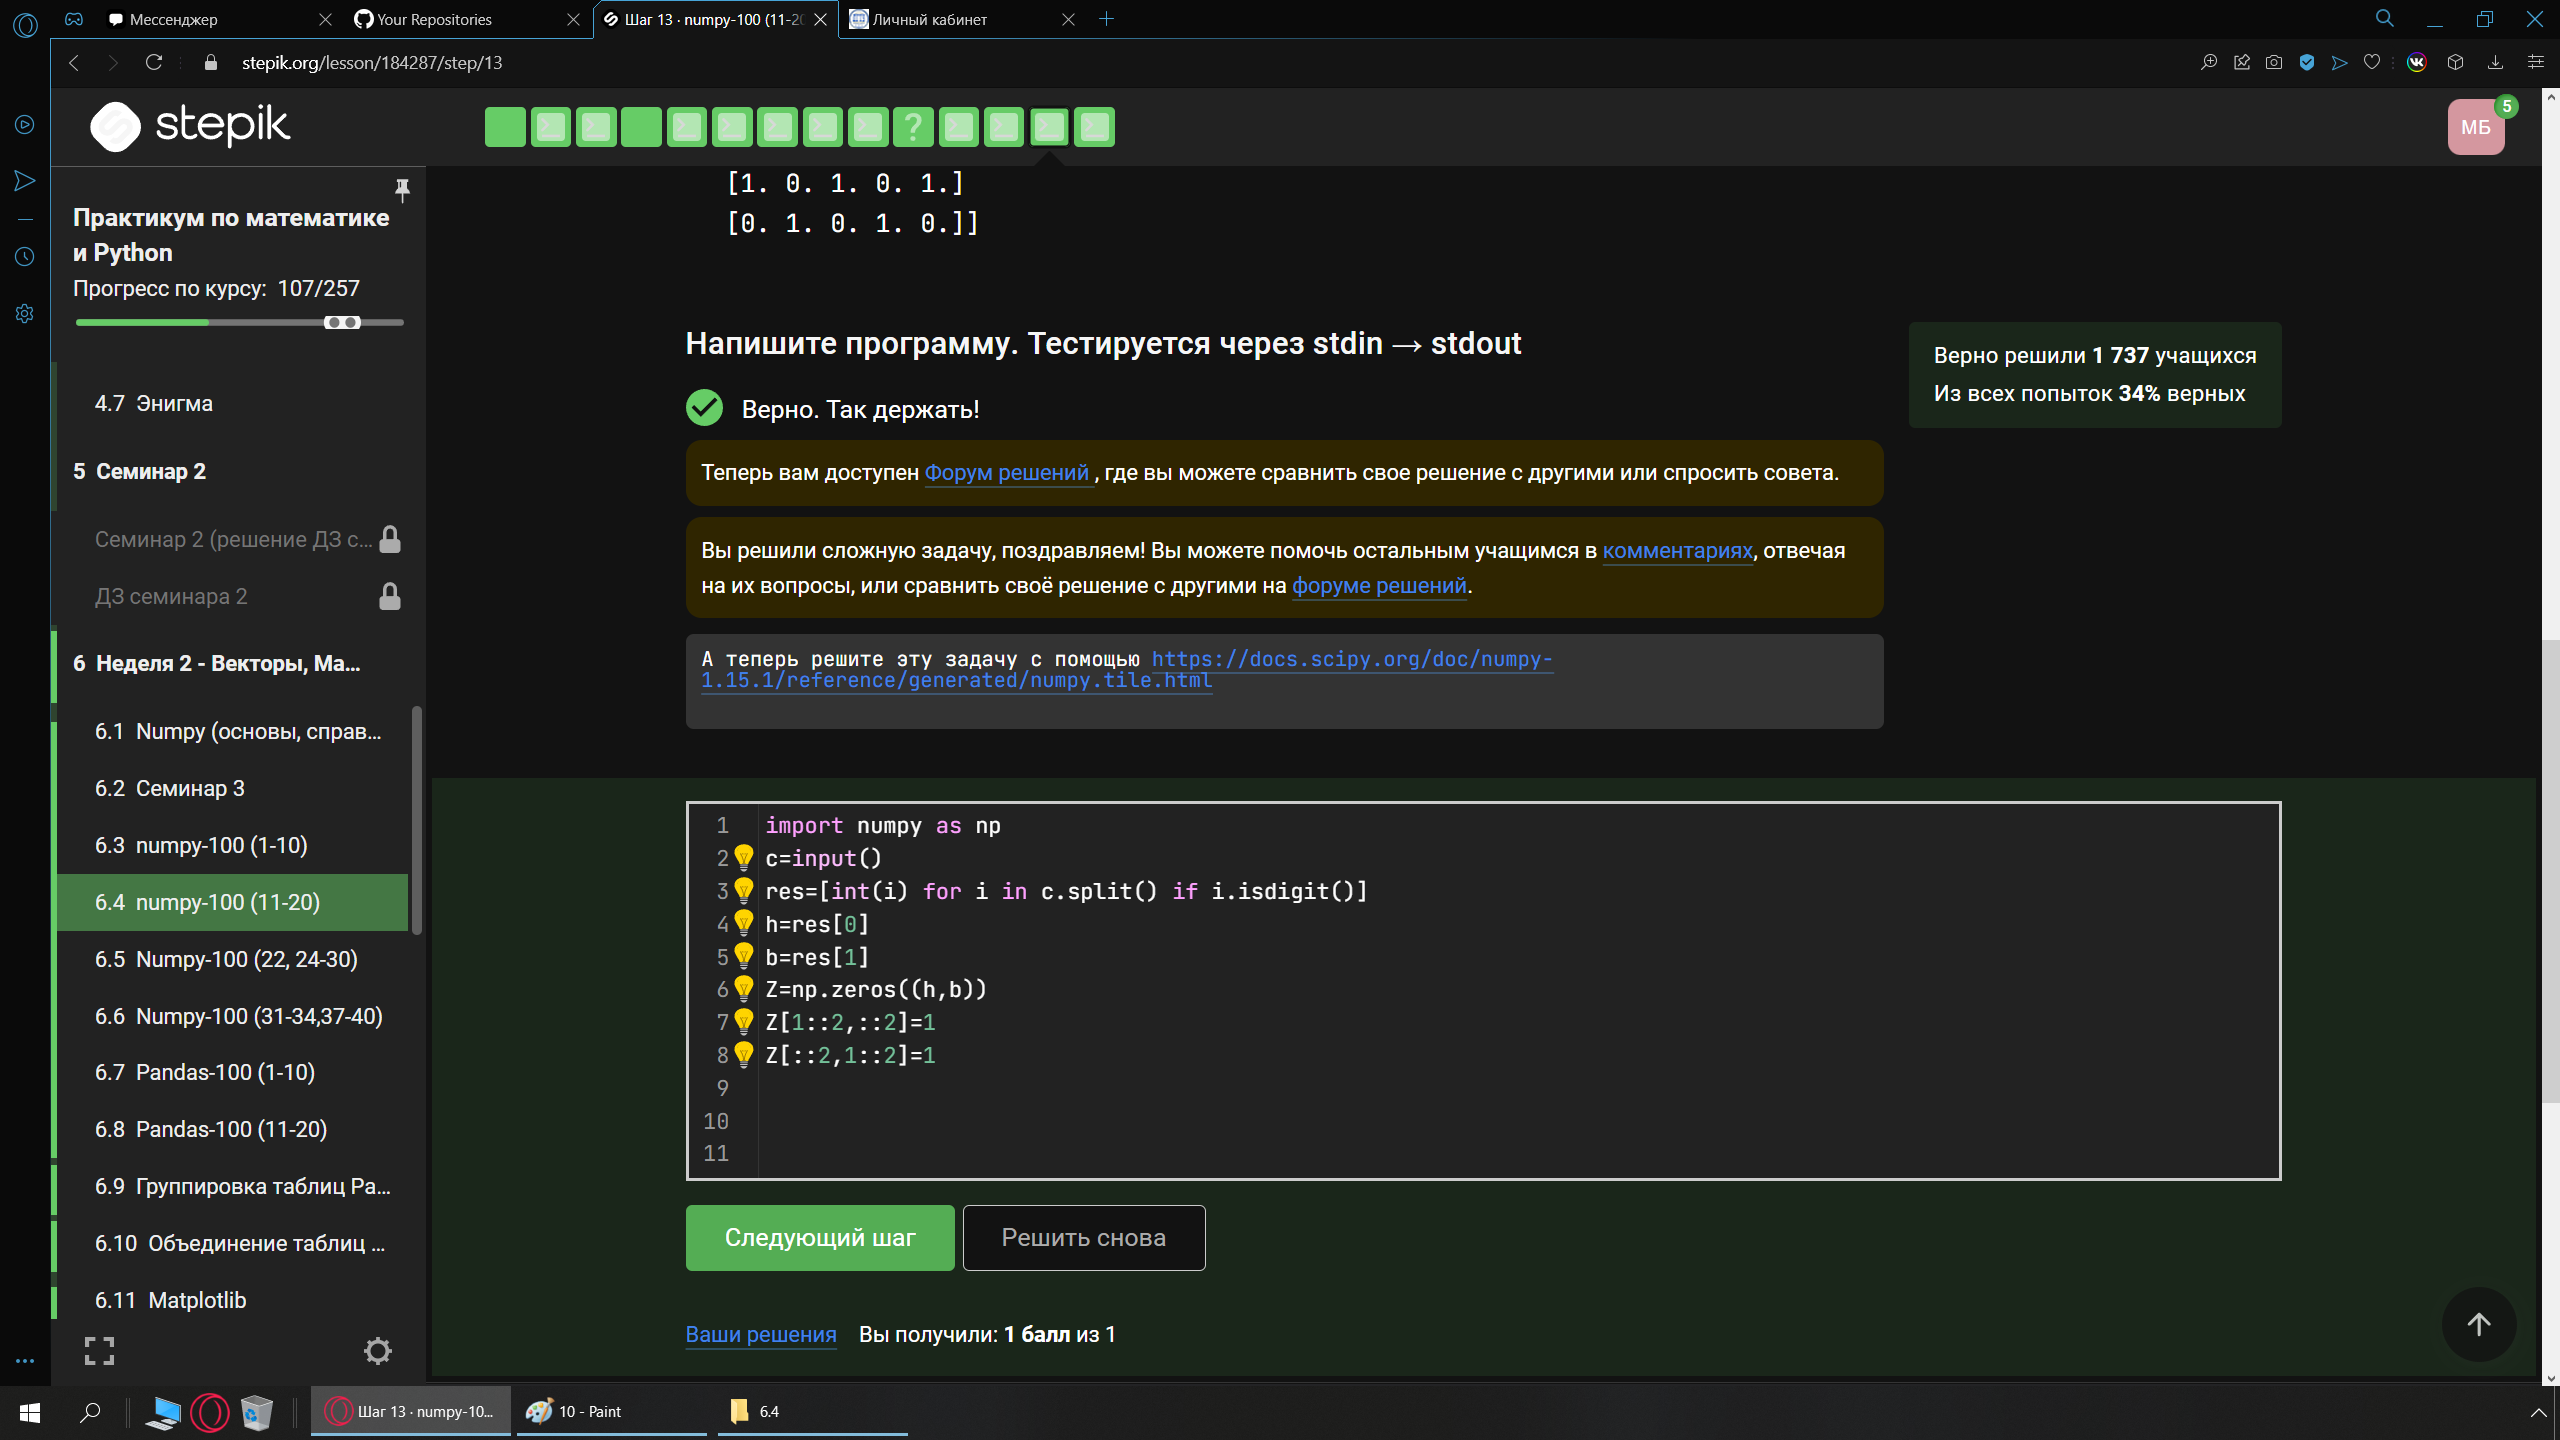 Мессенджер
Your Repositories
Шаг 13 · numpy-100 (11-20
Личный кабинет
stepik.org/lesson/184287/step/13
stepik
МБ
5
Практикум по математике
и Python
Прогресс по курсу: 107/257
4.7 Энигма
5 Семинар 2
Семинар 2 (решение ДЗ с...
ДЗ семинара 2
6 Неделя 2 - Векторы, Ма...
6.1 Numpy (основы, справ...
6.2 Семинар 3
6.3 numpy-100 (1-10)
6.4 numpy-100 (11-20)
6.5 Numpy-100 (22, 24-30)
6.6 Numpy-100 (31-34,37-40)
6.7 Pandas-100 (1-10)
6.8 Pandas-100 (11-20)
6.9 Группировка таблиц Pa...
6.10 Объединение таблиц ...
6.11 Matplotlib
[1. 0. 1. 0. 1.]
[0. 1. 0. 1. 0.]]
Напишите программу. Тестируется через stdin → stdout
Верно. Так держать!
Верно решили 1 737 учащихся
Из всех попыток 34% верных
Теперь вам доступен Форум решений , где вы можете сравнить свое решение с другими или спросить совета.
Вы решили сложную задачу, поздравляем! Вы можете помочь остальным учащимся в комментариях, отвечая
на их вопросы, или сравнить своё решение с другими на форуме решений.
А теперь решите эту задачу с помощью https://docs.scipy.org/doc/numpy-
1.15.1/reference/generated/numpy.tile.html
1 import numpy as np
2 c=input()
3 res=[int(i) for i in c.split() if i.isdigit()]
4 h=res[0]
5 b=res[1]
6 Z=np.zeros((h,b))
7 Z[1::2,::2]=1
8 Z[::2,1::2]=1
9
10
11
Следующий шаг
Решить снова
Ваши решения Вы получили: 1 балл из 1
Шаг 13 · numpy-10...
10 - Paint
6.4